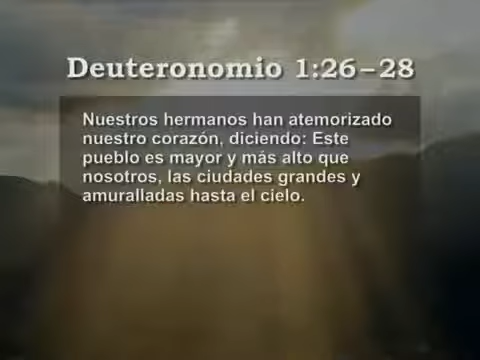 Deuteronomio 1:26–28
Nuestros hermanos han atemorizado
nuestro corazón, diciendo: Este
pueblo es mayor y más alto que
nosotros, las ciudades grandes y
amuralladas hasta el cielo.